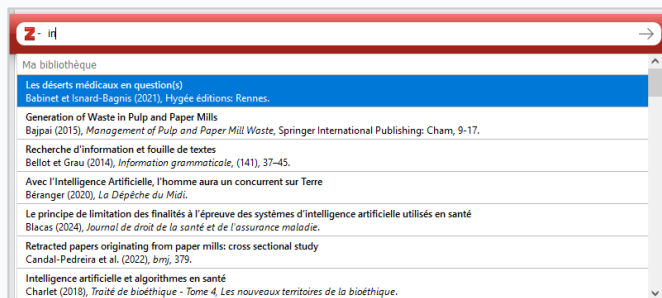 Z - in
Ma bibliothèque
Les déserts médicaux en question(s)
Babinet et Isnard-Bagnis (2021), Hygée éditions: Rennes.
Generation of Waste in Pulp and Paper Mills
Bajpai (2015), Management of Pulp and Paper Mill Waste, Springer International Publishing: Cham, 9-17.
Recherche d'information et fouille de textes
Bellot et Grau (2014), Information grammaticale, (141), 37–45.
Avec l'Intelligence Artificielle, l'homme aura un concurrent sur Terre
Béranger (2020), La Dépêche du Midi.
Le principe de limitation des finalités à l'épreuve des systèmes d'intelligence artificielle utilisés en santé
Blacas (2024), Journal de droit de la santé et de l'assurance maladie.
Retracted papers originating from paper mills: cross sectional study
Candal-Pedreira et al. (2022), bmj, 379.
Intelligence artificielle et algorithmes en santé
Charlet (2018), Traité de bioéthique - Tome 4, Les nouveaux territoires de la bioéthique.